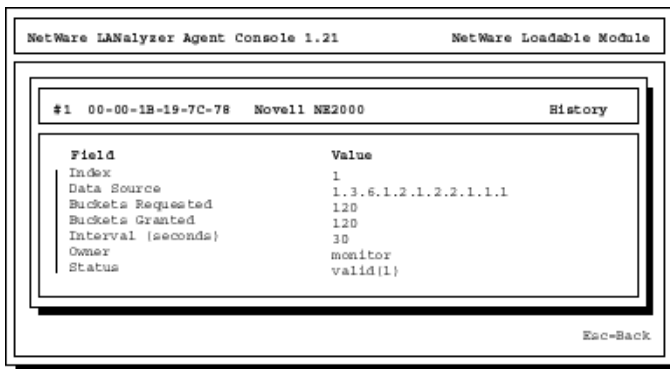 NetWare LANalyzer Agent Console 1.21 NetWare Loadable Module
#1 00-00-1B-19-7C-78 Novell NE2000 History
Field Value
Index 1
Data Source 1.3.6.1.2.1.2.2.1.1.1
Buckets Requested 120
Buckets Granted 120
Interval (seconds) 30
Owner monitor
Status valid(1)
Esc=Back